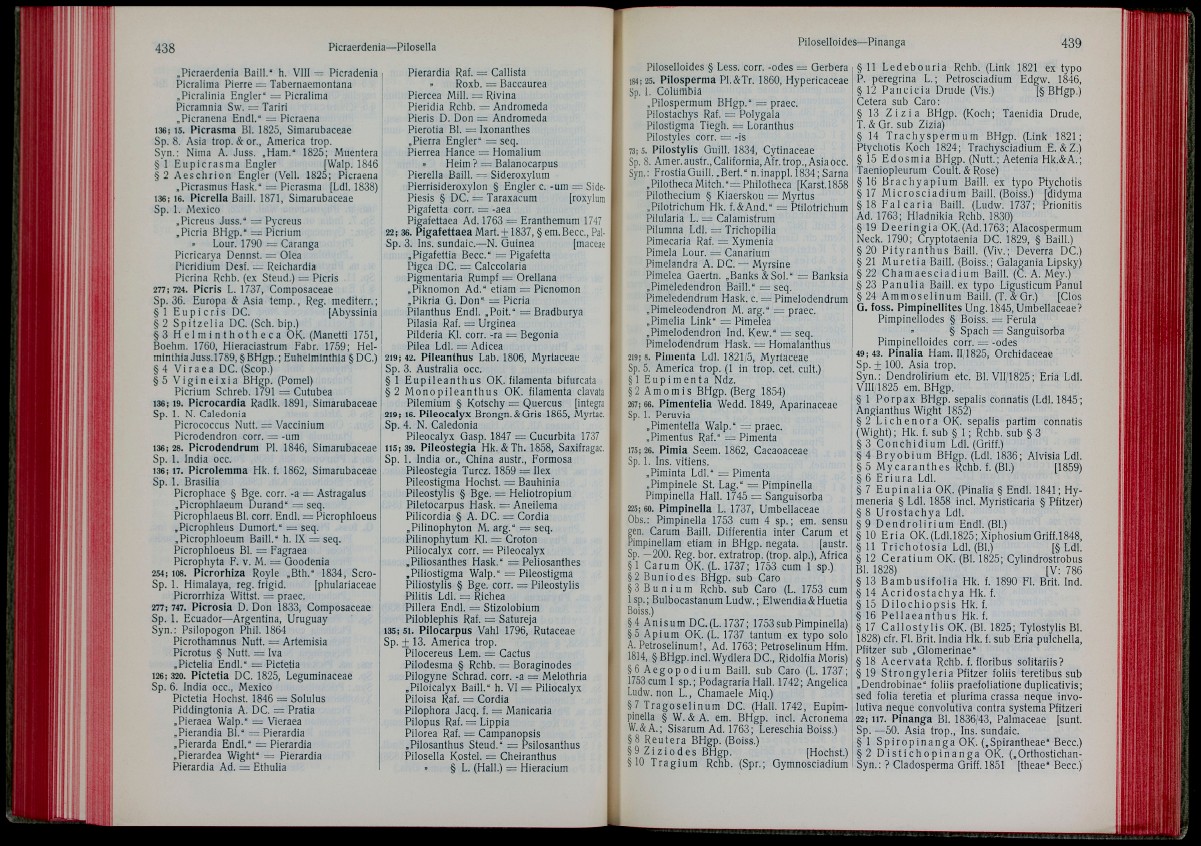 438
Picraerdenia—Pilosella
„Picraerdenia Baill.“ h. VIII = Picradenia
Picralima Pierre = Tabernaemontana
„Picralinia Engler“ = Picralima
Picramnia Sw. = Tariri
„Picranena Endl.“ = Picraena
136; 15. Picrasma Bl. 1825, Simarubaceae
Sp. 8. Asia trop. & or., America trop.
Syn.: Nima A. Juss. „Ham.“ 1825; Muentera
§ 1 Eupicrasma Engler [Walp. 1846
§ 2 Aeschrion Engler (Vell. 1825; Picraena
„Picrasmus Hask.“ = Picrasma [Ldl. 1838)
136; 16. Picrella Baill. 1871, Simarubaceae
Sp. 1. Mexico
„Picreus Juss.“ = Pycreus
„Picria BHgp.“ = Picrium
„ Lour. 1790 = Caranga
Picricarya Dennst. = Olea
Picridium Desf. = Reichardia
Picrina Rchb. (ex Steud.) = Picris
277; 724. Picris L. 1737, Composaceae
Sp. 36. Europa & Asia temp., Reg. mediterr.;
§ 1 Eupicris DC. [Abyssinia
§ 2 Spitzelia DC. (Sch. bip.)
§ 3 Helminthotheca OK. (Manetti 1751,
Boehm. 1760, Hieraciastrum Fabr. 1759; Hel-
minthia Juss. 1789, § BHgp.; Euhelminthia § DC.)
§ 4 Viraea DC. (Scop.)
§ 5 Vigineixia BHgp. (Pomel)
Picrium Schreb. 1791 = Cutubea
136; 19. Picrocardia Radlk. 1891, Simarubaceae
Sp. 1. N. Caledonia
Picrococcus Nutt. = Vaccinium
Picrodendron corr. = -um
136; 28. Picrodendrum Pl. 1846, Simarubaceae
Sp. 1. India occ.
136; 17. Picrolemma Hk. f. 1862, Simarubaceae
Sp. 1. Brasilia
Picrophace § Bge. corr. -a = Astragalus
„Picrophlaeum Durand“ = seq.
Picrophlaeus Bl. corr. Endl. = Picrophloeus
„Picrophleus Dumort.“ = seq.
„Picrophloeum Baill.“ h. IX = seq.
Picrophloeus Bl. = Fagraea
Picrophyta F. v. M. = Goodenia
254; 108. Picrorhiza Royle „Bth.“ 1834, Scro-
Sp. 1. Himalaya, reg. frigid. [phulariaceae
Picrorrhiza Wittst. = praec.
277; 747. Picrosia D. Don 1833, Composaceae
Sp. 1. Ecuador—Argentina, Uruguay
Syn.: Psilopogon Phil. 1864
Picrothamnus Nutt. = Artemisia
Picrotus § Nutt. = Iva
„Pictelia Endl.“ = Pictetia
126; 320. Pictetia DC. 1825, Leguminaceae
Sp. 6. India occ., Mexico
Pictetia Hochst. 1846 = Solulus
Piddingtonia A. DC. = Pratia
„Pieraea Walp.“ = Vieraea
„Pierandia Bl.“ = Pierardia
„Pierarda Endl.“ = Pierardia
„Pierardea Wight“ = Pierardia
Pierardia Ad. = Ethulia
Pierardia Raf. = Callista
„ Roxb. = Baccaurea
Piercea Mill. = Rivina
Pieridia Rchb. = Andromeda
Pieris D. Don = Andromeda
Pierotia Bl. = Ixonanthes
„Pierra Engler“ = seq.
Pierrea Hance = Homalium
„ Heim? = Balanocarpus
Pierella Baill. = Sideroxylum
Pierrisideroxylon § Engler c. -um = Side-
Piesis § DC. = Taraxacum [roxylum
Pigafetta corr. = -aea
Pigafettaea Ad. 1763 = Eranthemum 1747
22; 36. Pigafettaea Mart. ± 1837, § em. Becc., Pal-
Sp. 3. Ins. sundaic.—N. Guinea [maceae
„Pigafettia Becc.“ = Pigafetta
Pigea DC. = Calceolaria
Pigmentaria Rumpf = Orellana
„Piknomon Ad.“ etiam = Picnomon
„Pikria G. Don“ = Picria
Pilanthus Endl. „Poit.“ = Bradburya
Pilasia Raf. = Urginea
Pilderia Kl. corr. -ra = Begonia
Pilea Ldl. = Adicea
219; 42. Pileanthus Lab. 1806, Myrtaceae
Sp. 3. Australia occ.
§ 1 Eupileanthus OK. filamenta bifurcata
§ 2 Monopileanthus OK. filamenta clavata
Pilemium § Kotschy = Quercus [integra
219; 16. Pileocalyx Brongn. & Gris 1865, Myrtac.
Sp. 4. N. Caledonia
Pileocalyx Gasp. 1847 = Cucurbita 1737
115; 39. Pileostegia Hk. & Th. 1858, Saxifragac.
Sp. 1. India or., China austr., Formosa
Pileostegia Turcz. 1859 = Ilex
Pileostigma Hochst. = Bauhinia
Pileostylis § Bge. = Heliotropium
Piletocarpus Hask. = Aneilema
Pilicordia § A. DC. = Cordia
„Pilinophyton M. arg.“ = seq.
Pilinophytum Kl. = Croton
Piliocalyx corr. = Pileocalyx
„Piliosanthes Hask.“ = Peliosanthes
„Piliostigma Walp.“ = Pileostigma
Piliostylis § Bge. corr. = Pileostylis
Pilitis Ldl. = Richea
Pillera Endl. = Stizolobium
Piloblephis Raf. = Satureja
135; 51. Pilocarpus Vahl 1796, Rutaceae
Sp. ± 13. America trop.
Pilocereus Lem. = Cactus
Pilodesma § Rchb. = Boraginodes
Pilogyne Schrad. corr. -a = Melothria
„Piloicalyx Baill.“ h. VI = Piliocalyx
Piloisa Raf. = Cordia
Pilophora Jacq. f. = Manicaria
Pilopus Raf. = Lippia
Pilorea Raf. = Campanopsis
„Pilosanthus Steud.“ = Psilosanthus
Pilosella Kostel. = Cheiranthus
„ § L. (Hall.) = Hieracium
Piloselloides—Pinanga
439
Piloselloides § Less. corr. -odes = Gerbera
184; 25. Pilosperma Pl. & Tr. 1860, Hypericaceae
Sp. 1. Columbia
„Pilospermum BHgp.“ = praec.
Pilostachys Raf. = Polygala
Pilostigma Tiegh. = Loranthus
Pilostyles corr. = -is
73; 5. Pilostylis Guill. 1834, Cytinaceae
Sp. 8. Amer. austr., California, Afr. trop., Asia occ.
Syn.: Frostia Guill. „Bert.“ n. inappl. 1834; Sarna
„Pilotheca Mitch.“ = Philotheca [Karst. 1858
Pilothecium § Kiaerskou = Myrtus
„Pilotrichum Hk. f. & And.“ = Ptilotrichum
Pilularia L. = Calamistrum
Pilumna Ldl. = Trichopilia
Pimecaria Raf. = Xymenia
Pimela Lour. = Canarium
Pimelandra A. DC. — Myrsine
Pimelea Gaertn. „Banks & Sol.“ = Banksia
„Pimeledendron Baill.“ = seq.
Pimeledendrum Hask. c. = Pimelodendrum
„Pimeleodendron M. arg.“ = praec.
„Pimelia Link“ = Pimelea
„Pimelodendron Ind. Kew.“ = seq.
Pimelodendrum Hask. = Homalanthus
219; 8. Pimenta Ldl. 1821/5, Myrtaceae
Sp. 5. America trop. (1 in trop. cet. cult.)
§ 1 Eupimenta Ndz.
§ 2 Amomis BHgp. (Berg 1854)
207; 66. Pimentelia Wedd. 1849, Aparinaceae
Sp. 1. Peruvia
„Pimentella Walp.“ = praec.
„Pimentus Raf.“ = Pimenta
175; 26. Pimia Seem. 1862, Cacaoaceae
Sp. 1. Ins. vitiens.
„Piminta Ldl.“ = Pimenta
„Pimpinele St. Lag.“ = Pimpinella
Pimpinella Hall. 1745 = Sanguisorba
225; 60. Pimpinella L. 1737, Umbellaceae
Obs.: Pimpinella 1753 cum 4 sp.; em. sensu
gen. Carum Baill. Differentia inter Carum et
Pimpinellam etiam in BHgp. negata. [austr.
Sp. —200. Reg. bor. extratrop. (trop. alp.), Africa
§ 1 Carum OK. (L. 1737; 1753 cum 1 sp.)
§ 2 Buniodes BHgp. sub Caro
§ 3 Bunium Rchb. sub Caro (L. 1753 cum
1 sp.; Bulbocastanum Ludw.; Elwendia & Huetia
Boiss.)
§ 4 Anisum DC. (L. 1737; 1753 sub Pimpinella)
§ 5 Apium OK. (L. 1737 tantum ex typo solo
A. Petroselinum!, Ad. 1763; Petroselinum Hfm.
1814, § BHgp. incl. Wydlera DC., Ridolfia Moris)
§ 6 Aegopodium Baill. sub Caro (L. 1737;
1753 cum 1 sp.; Podagraria Hall. 1742; Angelica
Ludw. non L., Chamaele Miq.)
§ 7 Tragoselinum DC. (Hall. 1742, Eupim-
pinella § W. & A. em. BHgp. incl. Acronema
W. & A.; Sisarum Ad. 1763; Lereschia Boiss.)
§ 8 Reutera BHgp. (Boiss.)
§ 9 Ziziodes BHgp. [Hochst.)
§ 10 Tragium Rchb. (Spr.; Gymnosciadium
§ 11 Ledebouria Rchb. (Link 1821 ex typo
P. peregrina L.; Petrosciadium Edgw. 1846,
§ 12 Pancicia Drude (Vis.) [§ BHgp.)
Cetera sub Caro:
§ 13 Zizia BHgp. (Koch; Taenidia Drude,
T. & Gr. sub Zizia)
§ 14 Trachyspermum BHgp. (Link 1821;
Ptychotis Koch 1824; Trachysciadium E. & Z.)
§ 15 Edosmia BHgp. (Nutt.; Aetenia Hk. & A.;
Taeniopleurum Coult. & Rose)
§ 16 Brachyapium Baill. ex typo Ptychotis
§ 17 Microsciadium Baill. (Boiss.) [didyma
§ 18 Falcaria Baill. (Ludw. 1737; Prionitis
Ad. 1763; Hladnikia Rchb. 1830)
§ 19 Deeringia OK. (Ad. 1763; Alacospermum
Neck. 1790; Cryptotaenia DC. 1829, § Baill.)
§ 20 Pityranthus Baill. (Viv.; Deverra DC.)
§ 21 Muretia Baill. (Boiss.; Galagania Lipsky)
§ 22 Chamaesciadium Baill. (C. A. Mey.)
§ 23 Panulia Baill. ex typo Ligusticum Panul
§ 24 Ammoselinum Baill. (T. & Gr.) [Clos
G. foss. Pimpinellites Ung. 1845, Umbellaceae?
Pimpinellodes § Boiss. = Ferula
„ § Spach = Sanguisorba
Pimpinelloides corr. = -odes
49; 43. Pinalia Ham. II 1825, Orchidaceae
Sp. ± 100. Asia trop.
Syn.: Dendrolirium etc. Bl. VII/1825; Eria Ldl.
VIII 1825 em. BHgp.
§ 1 Porpax BHgp. sepalis connatis (Ldl. 1845;
Angianthus Wight 1852)
§ 2 Lichenora OK. sepalis partim connatis
(Wight); Hk. f. sub § 1; Rchb. sub § 3
§ 3 Conchidium Ldl. (Griff.)
§ 4 Bryobium BHgp. (Ldl. 1836; Alvisia Ldl.
§ 5 Mycaranthes Rchb. f. (Bl.) [1859)
§ 6 Eriura Ldl.
§ 7 Eupinalia OK. (Pinalia § Endl. 1841; Hy-
meneria § Ldl. 1858 incl. Myristicaria § Pfitzer)
§ 8 Urostachya Ldl.
§ 9 Dendrolirium Endl. (Bl.)
§ 10 Eria OK. (Ldl. 1825; Xiphosium Griff. 1848,
§ 11 Trichotosia Ldl. (Bl.) [§ Ldl.
§ 12 Ceratium OK. (Bl. 1825; Cylindrostrobus
Bl. 1828) [V: 786
§ 13 Bambusifolia Hk. f. 1890 Fl. Brit. Ind.
§ 14 Acridostachya Hk. f.
§ 15 Dilochiopsis Hk. f.
§ 16 Pellaeanthus Hk. f.
§ 17 Callostylis OK. (Bl. 1825; Tylostylis Bl.
1828) cfr. Fl. Brit. India Hk. f. sub Eria pulchella,
Pfitzer sub „Glomerinae“
§ 18 Acervata Rchb. f. floribus solitariis?
§ 19 Strongyleria Pfitzer foliis teretibus sub
„Dendrobinae“ foliis praefoliatione duplicativis;
sed folia teretia et plurima crassa neque invo-
lutiva neque convolutiva contra systema Pfitzeri
22; 117. Pinanga Bl. 1836/43, Palmaceae [sunt.
Sp. —50. Asia trop., Ins. sundaic.
§ 1 Spiropinanga OK. („Spirantheae“ Becc.)
§ 2 Distichopinanga OK. („Orthostichan-
Syn.: ? Cladosperma Griff. 1851 [theae“ Becc.)